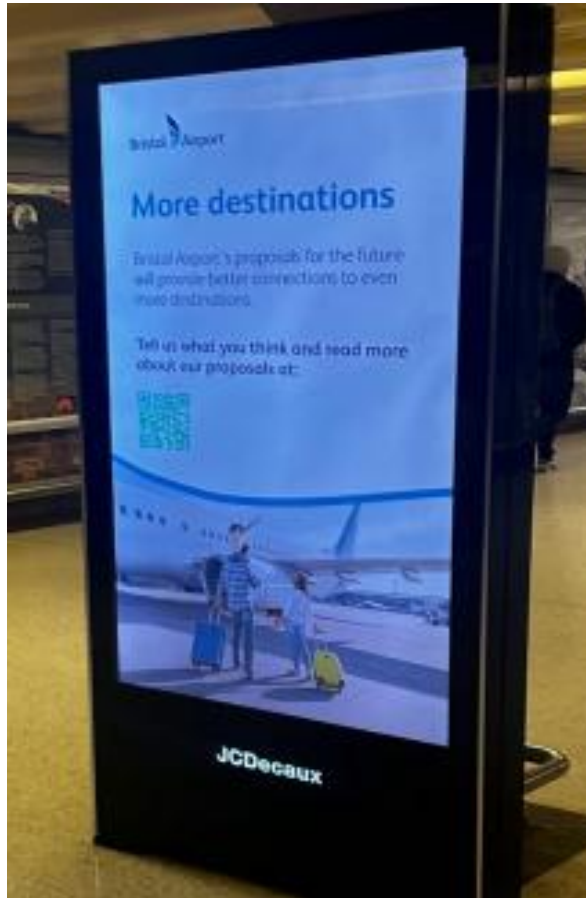 Bristol Airport
More destinations
Bristol Airport's proposals for the future
will provide better connections to even
more destinations.
Tell us what you think and read more
about our proposals at:
JCDecaux